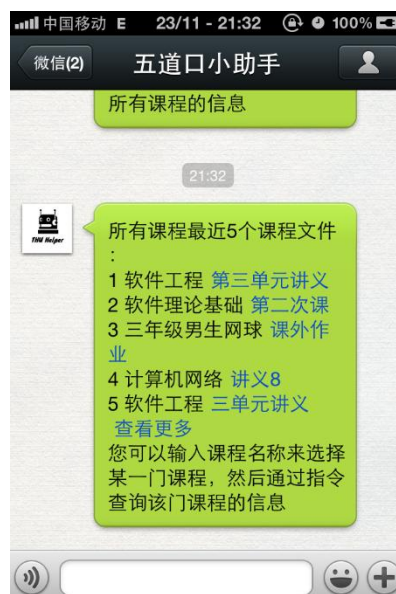 中国移动 E 23/11 - 21:32 100%
微信(2) 五道口小助手
所有课程的信息
21:32
THU Helper
所有课程最近5个课程文件
:
1 软件工程 第三单元讲义
2 软件理论基础 第二次课
3 三年级男生网球 课外作
业
4 计算机网络 讲义8
5 软件工程 三单元讲义
查看更多
您可以输入课程名称来选择
某一门课程，然后通过指令
查询该门课程的信息